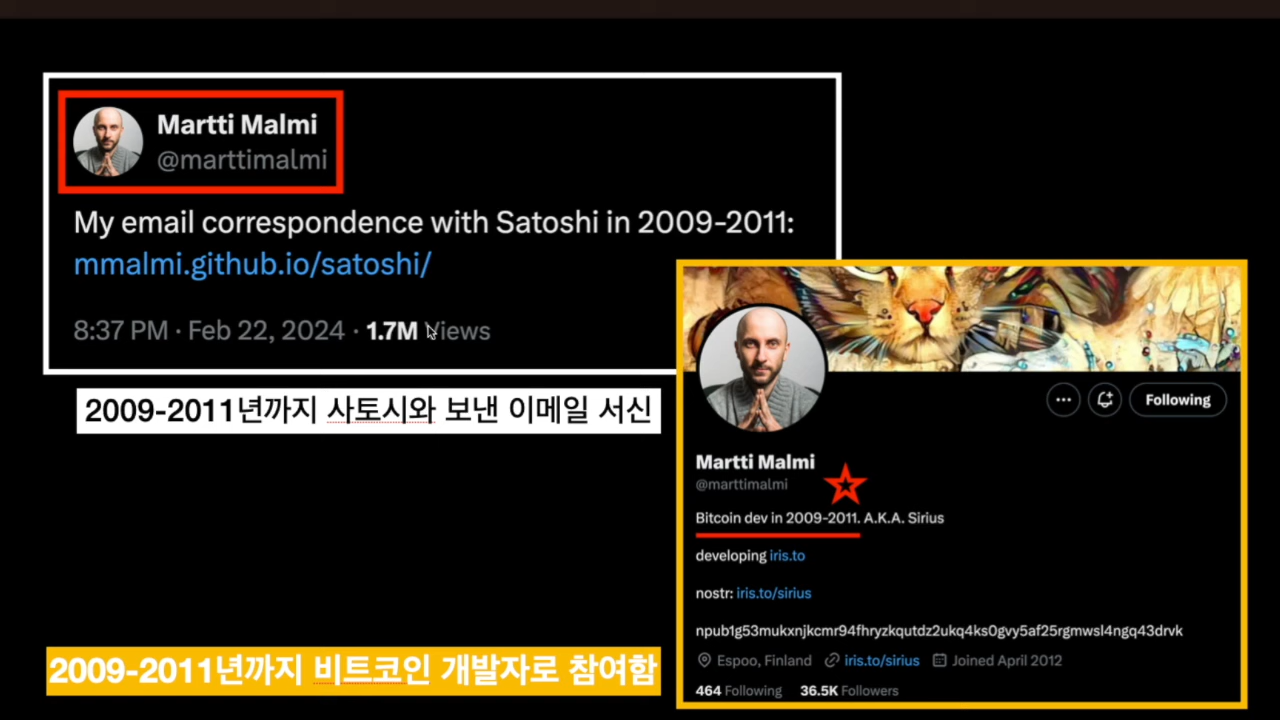 Martti Malmi
@marttimalmi
My email correspondence with Satoshi in 2009-2011:
mmalmi.github.io/satoshi/
8:37 PM · Feb 22, 2024 · 1.7M Views
2009-2011년까지 사토시와 보낸 이메일 서신
Following
Martti Malmi
@marttimalmi
Bitcoin dev in 2009-2011. A.K.A. Sirius
developing iris.to
nostr: iris.to/sirius
npub1g53mukxnjkcmr94fhryzkqutdz2ukq4ks0gvy5af25rgmwsl4ngq43drvk
Espoo, Finland iris.to/sirius Joined April 2012
464 Following 36.5K Followers
2009-2011년까지 비트코인 개발자로 참여함